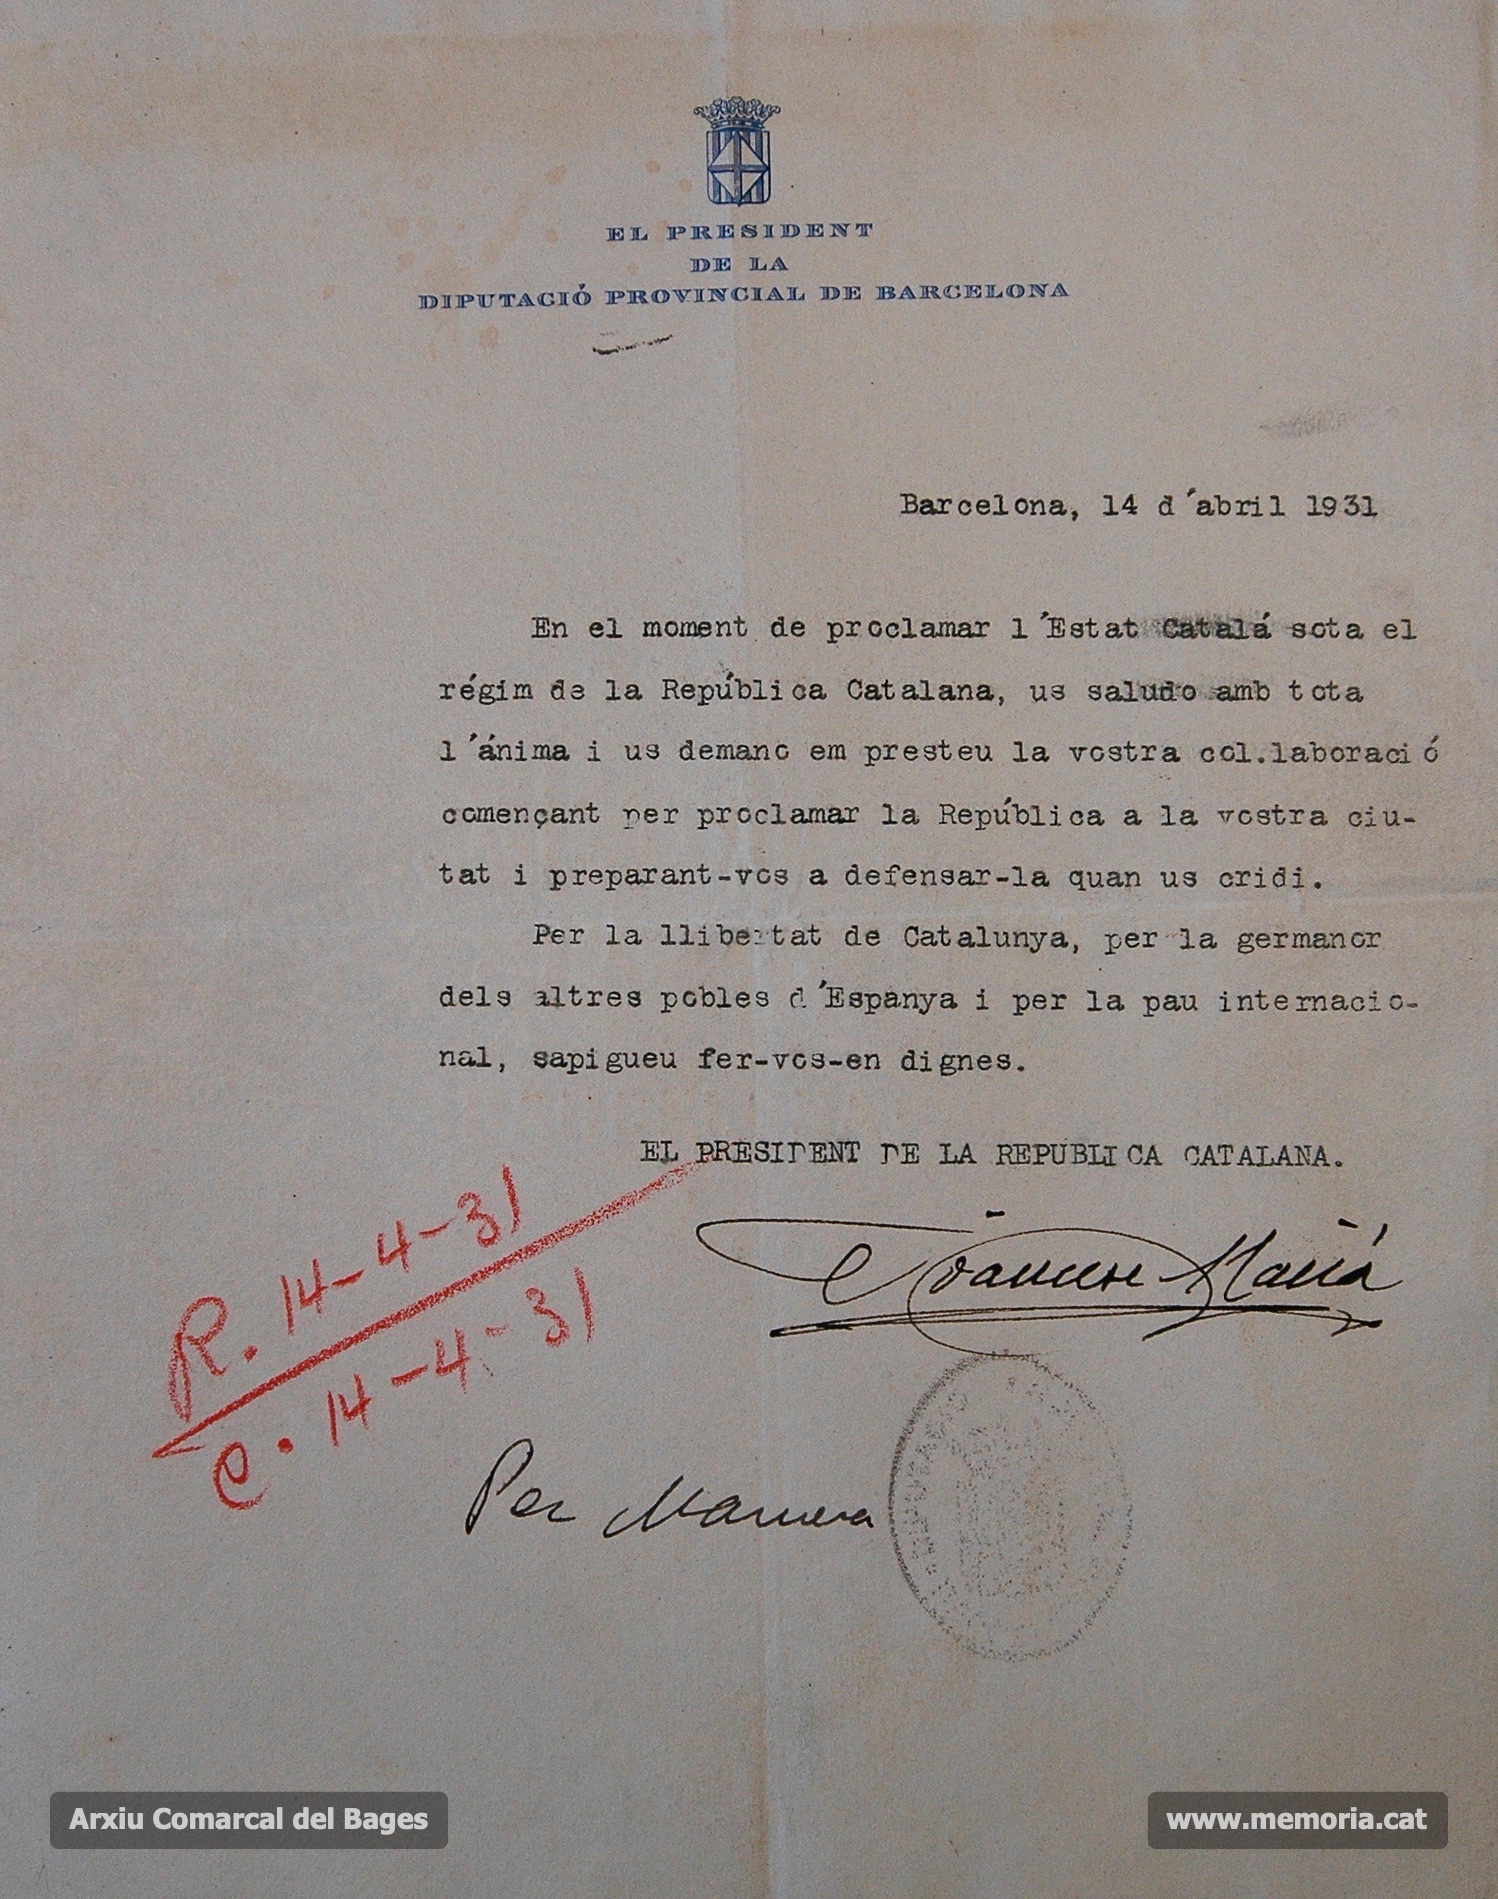 EL PRESIDENT
DE LA
DIPUTACIÓ PROVINCIAL DE BARCELONA
Barcelona, 14 d´abril 1931
En el moment de proclamar l´Estat Catalá sota el
régim de la República Catalana, us saludo amb tota
l´ánima i us demano em presteu la vostra col.laboració
començant per proclamar la República a la vostra ciu-
tat i preparant-vos a defensar-la quan us cridi.
Per la llibertat de Catalunya, per la germanor
dels altres pobles d´Espanya i per la pau internacio-
nal, sapigueu fer-vos-en dignes.
EL PRESIDENT DE LA REPUBLICA CATALANA.
Francesc Macià
R. 14-4-31
C. 14-4-31
Per Manresa
Arxiu Comarcal del Bages
www.memoria.cat